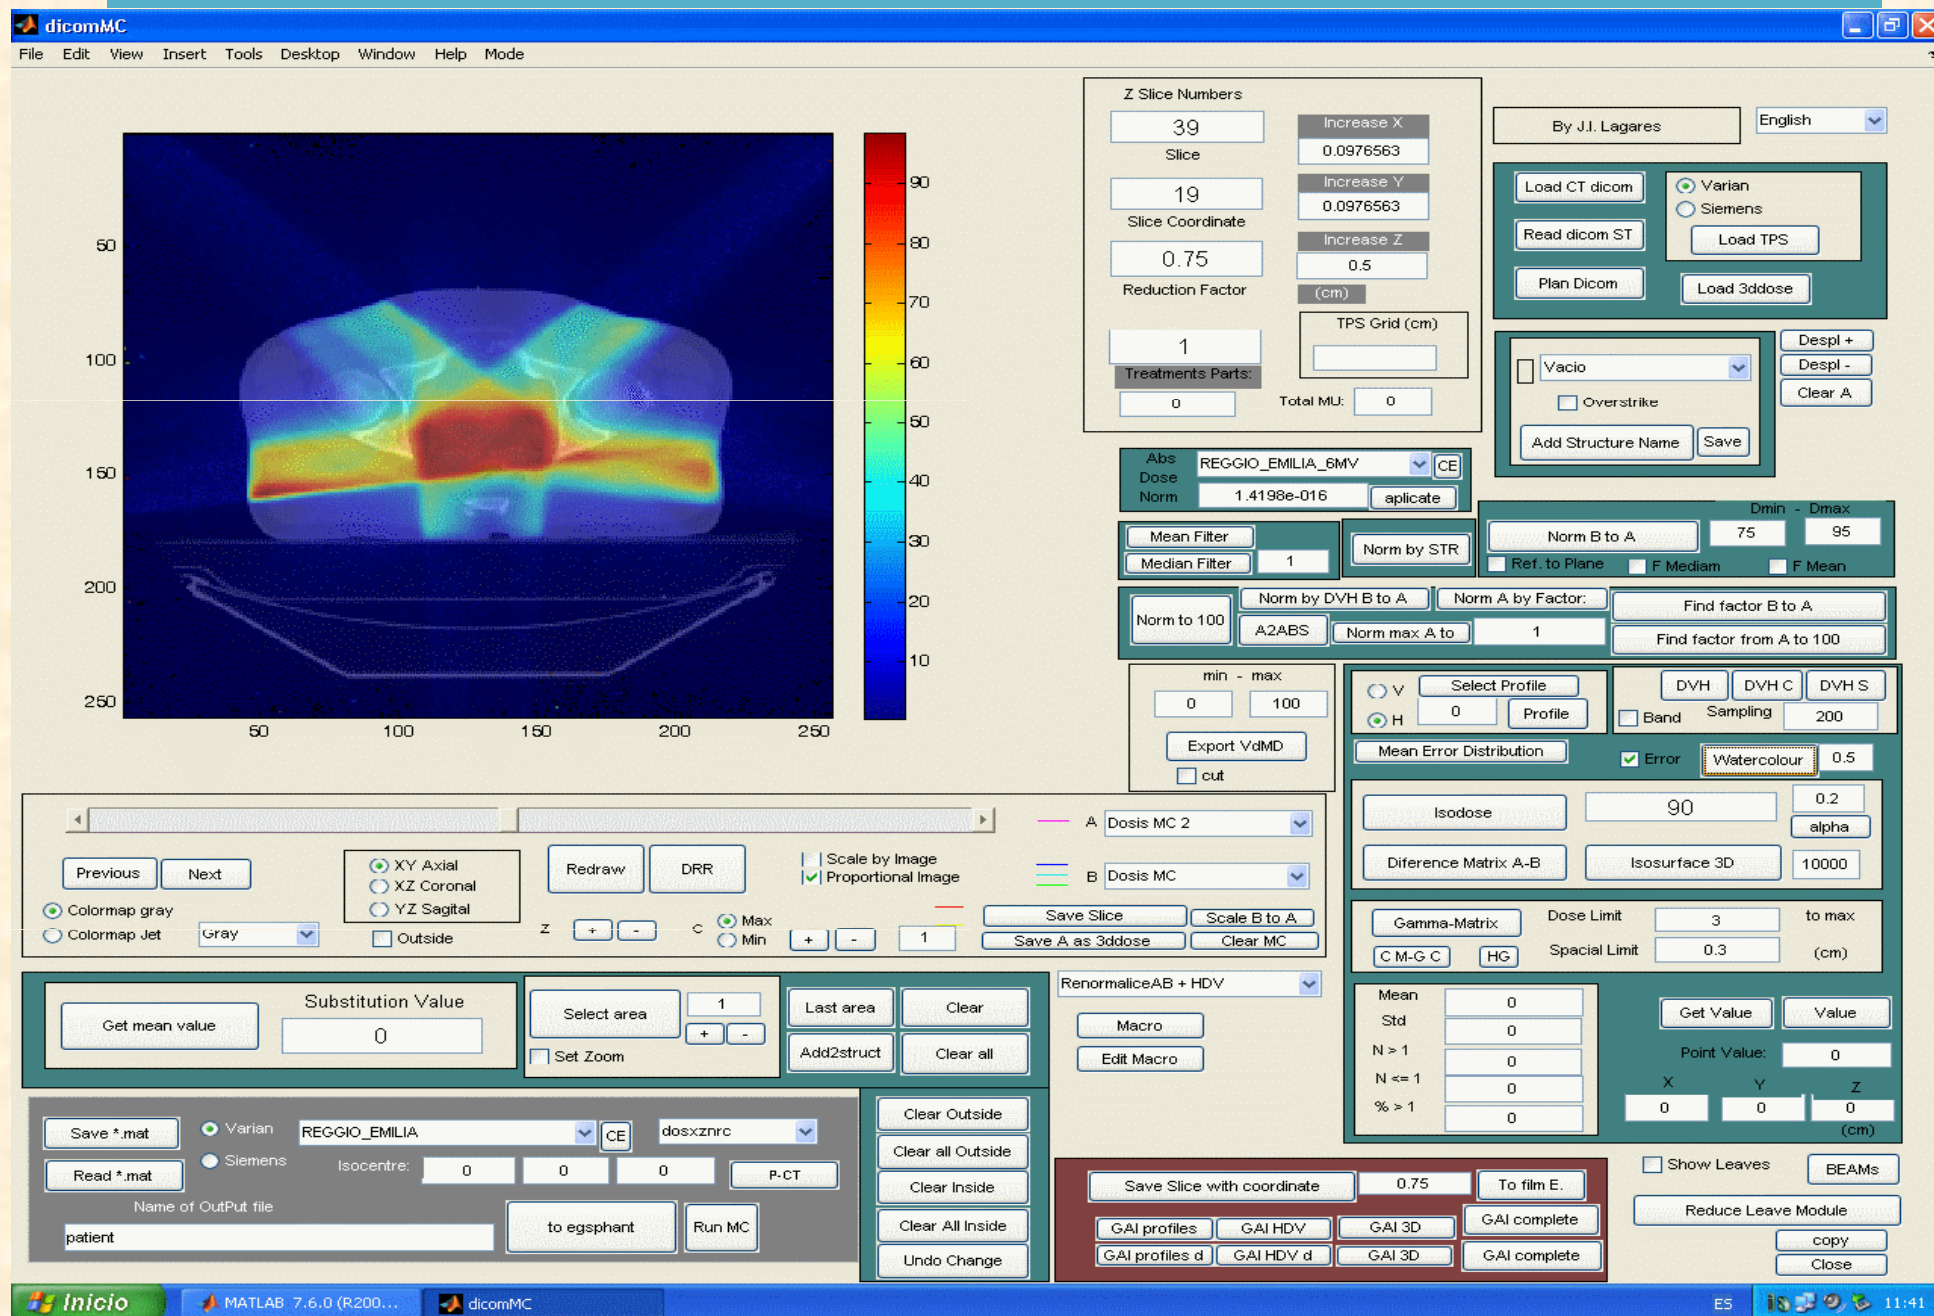 dicomMC
File Edit View Insert Tools Desktop Window Help Mode
50
100
150
200
250
50 100 150 200 250
90
80
70
60
50
40
30
20
10
Z Slice Numbers
39
Slice
19
Slice Coordinate
0.75
Reduction Factor
1
Treatments Parts:
0
Increase X
0.0976563
Increase Y
0.0976563
Increase Z
0.5
(cm)
TPS Grid (cm)
Total MU: 0
By J.I. Lagares
English
Load CT dicom
Read dicom ST
Plan Dicom
Varian
Siemens
Load TPS
Load 3ddose
Vacio
Overstrike
Add Structure Name Save
Despl +
Despl -
Clear A
Abs Dose Norm
REGGIO_EMILIA_6MV CE
1.4198e-016 aplicate
Mean Filter
Median Filter 1
Norm by STR
Norm B to A
Dmin - Dmax
75 95
Ref. to Plane F Mediam F Mean
Norm to 100
Norm by DVH B to A Norm A by Factor: Find factor B to A
A2ABS Norm max A to 1 Find factor from A to 100
min - max
0 100
Export VdMD
cut
V Select Profile
H 0 Profile
DVH DVH C DVH S
Band Sampling 200
Mean Error Distribution Error Watercolour 0.5
Isodose 90 0.2
alpha
Diference Matrix A-B Isosurface 3D 10000
Gamma-Matrix Dose Limit 3 to max
C M-G C HG Spacial Limit 0.3 (cm)
Mean 0
Std 0
N > 1 0
N <= 1 0
% > 1 0
Get Value Value
Point Value: 0
X Y Z
0 0 0
(cm)
A Dosis MC 2
B Dosis MC
Previous Next
XY Axial
XZ Coronal
YZ Sagital
Outside
Redraw DRR
Scale by Image
Proportional Image
Colormap gray
Colormap Jet Gray
Z + - C Max
Min + - 1
Save Slice Scale B to A
Save A as 3ddose Clear MC
Get mean value
Substitution Value
0
Select area 1
+ -
Set Zoom
Last area Clear
Add2struct Clear all
RenormaliceAB + HDV
Macro
Edit Macro
Save *.mat
Read *.mat
Varian
Siemens
REGGIO_EMILIA CE dosxznrc
Isocentre: 0 0 0 P-CT
Name of OutPut file
patient
to egsphant Run MC
Clear Outside
Clear all Outside
Clear Inside
Clear All Inside
Undo Change
Save Slice with coordinate 0.75 To film E.
GAI profiles GAI HDV GAI 3D GAI complete
GAI profiles d GAI HDV d GAI 3D GAI complete
Show Leaves BEAMs
Reduce Leave Module
copy
Close
Inicio MATLAB 7.6.0 (R200... dicomMC ES 11:41